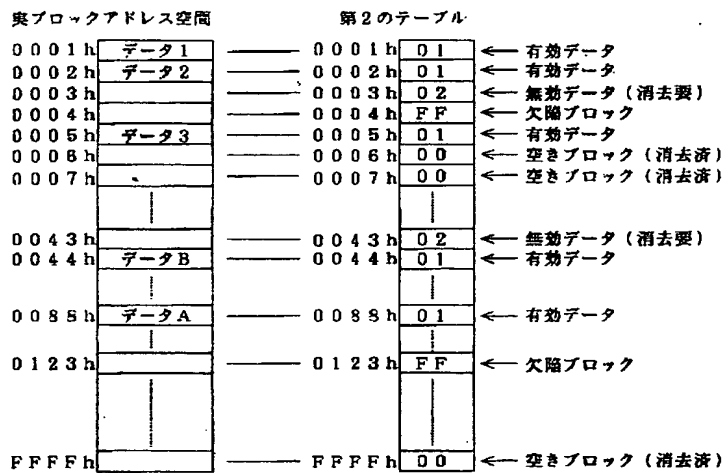 実ブロックアドレス空間 第2のテーブル
0001h データ1 0001h 01 ← 有効データ
0002h データ2 0002h 01 ← 有効データ
0003h 0003h 02 ← 無効データ(消去要)
0004h 0004h FF ← 欠陥ブロック
0005h データ3 0005h 01 ← 有効データ
0006h 0006h 00 ← 空きブロック(消去済)
0007h 0007h 00 ← 空きブロック(消去済)
0043h 0043h 02 ← 無効データ(消去要)
0044h データB 0044h 01 ← 有効データ
0088h データA 0088h 01 ← 有効データ
0123h 0123h FF ← 欠陥ブロック
FFFFh FFFFh 00 ← 空きブロック(消去済)